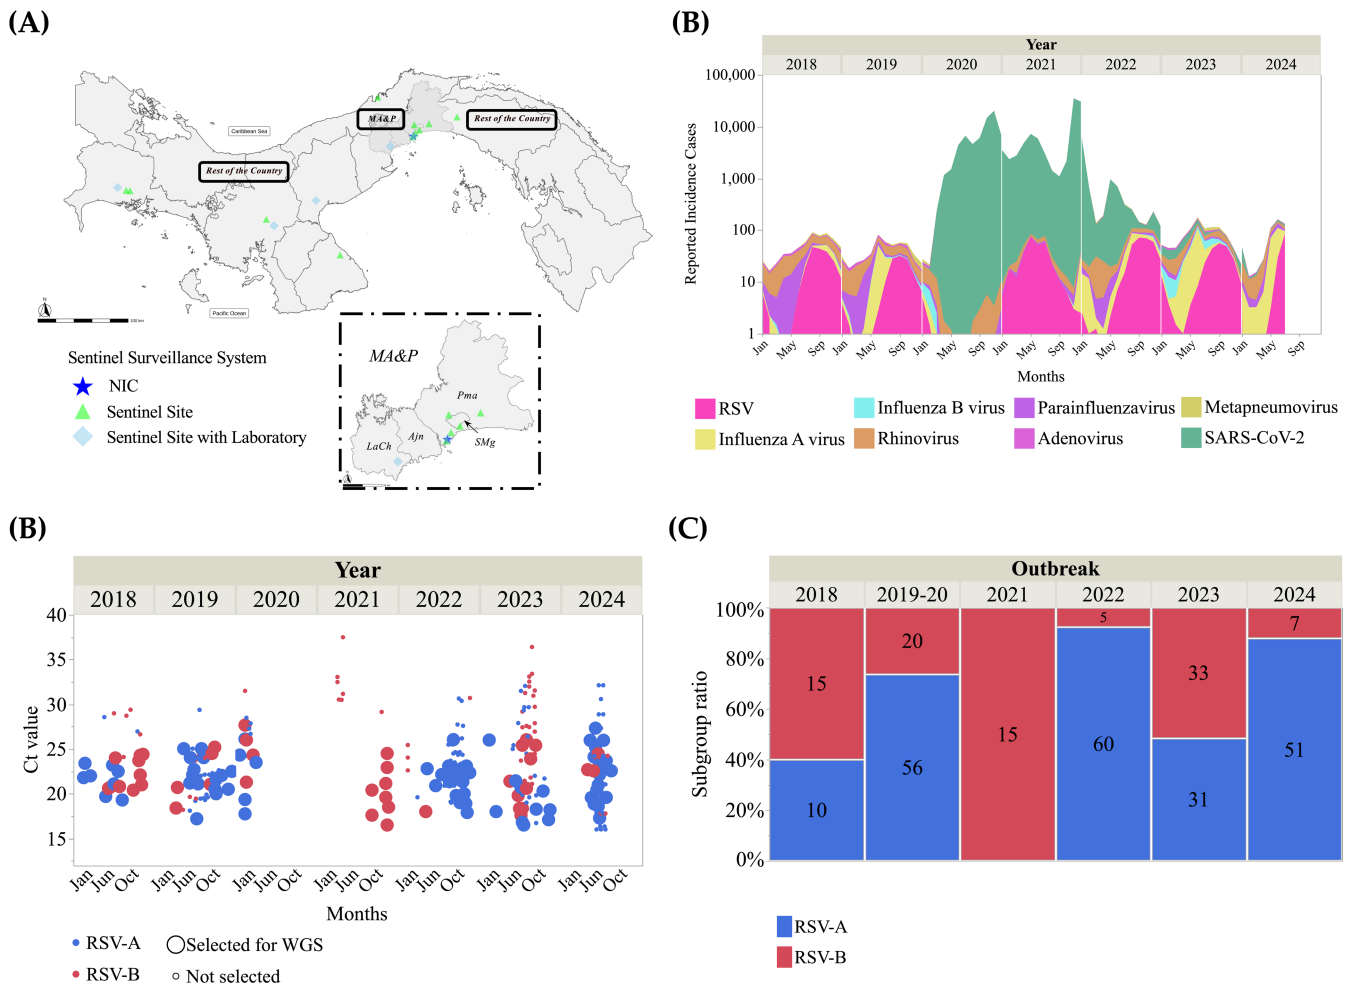 (A)
Caribbean Sea
MA&P
Rest of the Country
Rest of the Country
Pacific Ocean
N
100 km
Sentinel Surveillance System
NIC
Sentinel Site
Sentinel Site with Laboratory
MA&P
Pma
Ajn
SMg
LaCh
(B)
Year
2018 2019 2020 2021 2022 2023 2024
Reported Incidence Cases
100,000
10,000
1,000
100
10
1
Jan May Sep Jan May Sep Jan May Sep Jan May Sep Jan May Sep Jan May Sep Jan May Sep
Months
RSV Influenza B virus Parainfluenzavirus Metapneumovirus
Influenza A virus Rhinovirus Adenovirus SARS-CoV-2
(B)
Year
2018 2019 2020 2021 2022 2023 2024
Ct value
40
35
30
25
20
15
Jan Jun Oct Jan Jun Oct Jan Jun Oct Jan Jun Oct Jan Jun Oct Jan Jun Oct Jan Jun Oct
Months
RSV-A Selected for WGS
RSV-B Not selected
(C)
Outbreak
2018 2019-20 2021 2022 2023 2024
Subgroup ratio
100%
80%
60%
40%
20%
0%
15 20 15 5 33 7
10 56 60 31 51
RSV-A
RSV-B